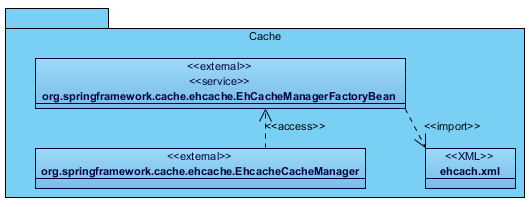 Cache
<<external>>
<<service>>
org.springframework.cache.ehcache.EhCacheManagerFactoryBean
<<access>>
<<import>>
<<external>>
org.springframework.cache.ehcache.EhcacheCacheManager
<<XML>>
ehcach.xml